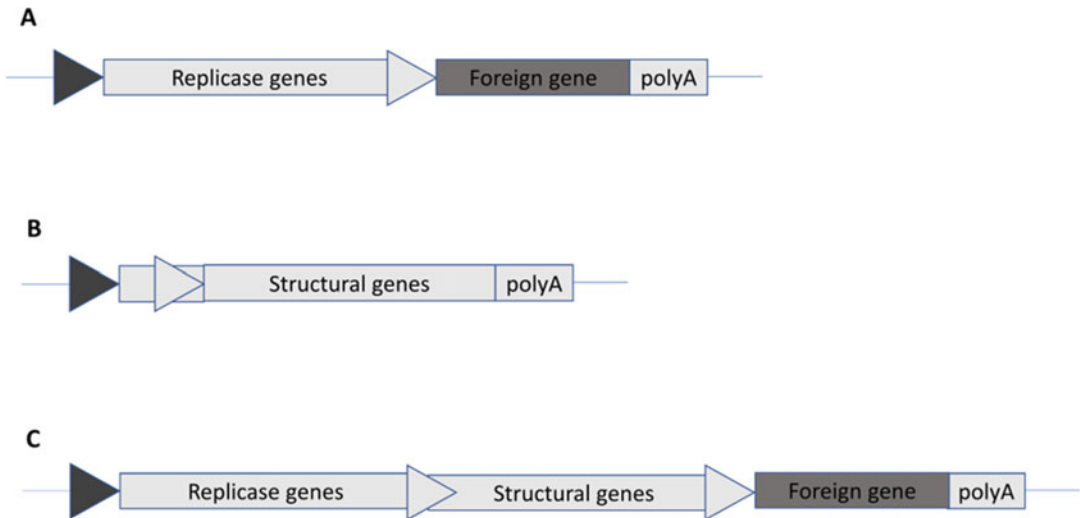 A
Replicase genes Foreign gene polyA
B
Structural genes polyA
C
Replicase genes Structural genes Foreign gene polyA